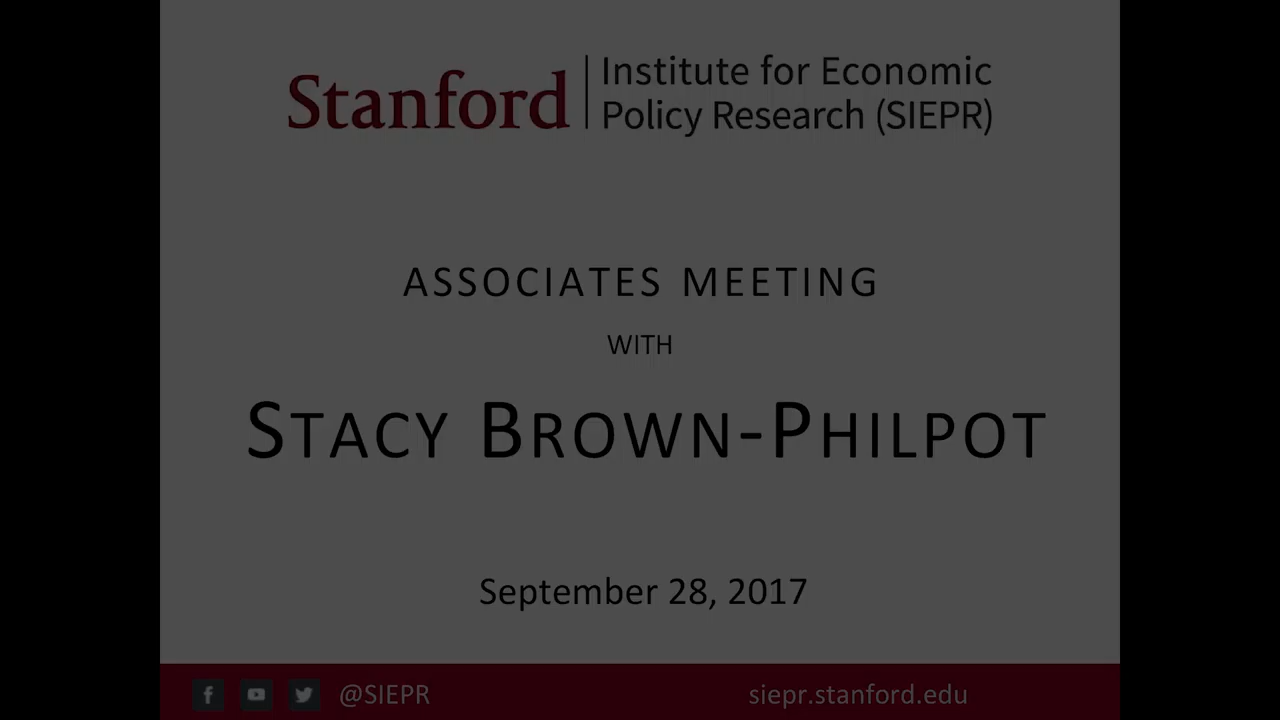 Stanford
Institute for Economic
Policy Research (SIEPR)
ASSOCIATES MEETING
WITH
STACY BROWN-PHILPOT
September 28, 2017
@SIEPR
siepr.stanford.edu